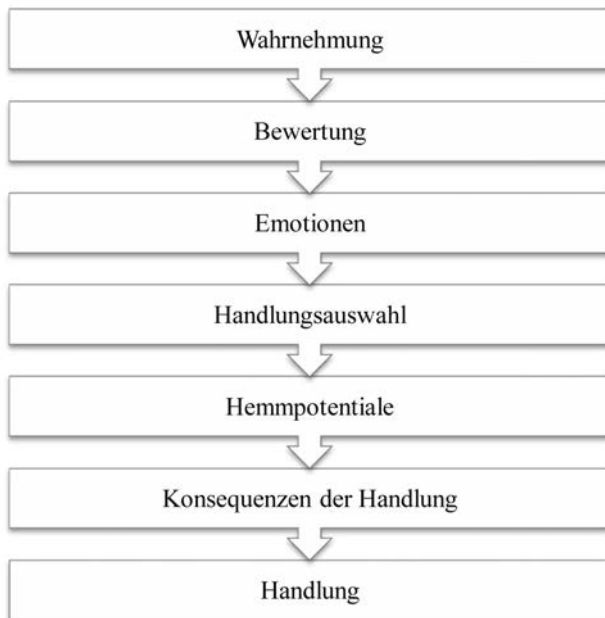 Wahrnehmung
Bewertung
Emotionen
Handlungsauswahl
Hemmpotentiale
Konsequenzen der Handlung
Handlung